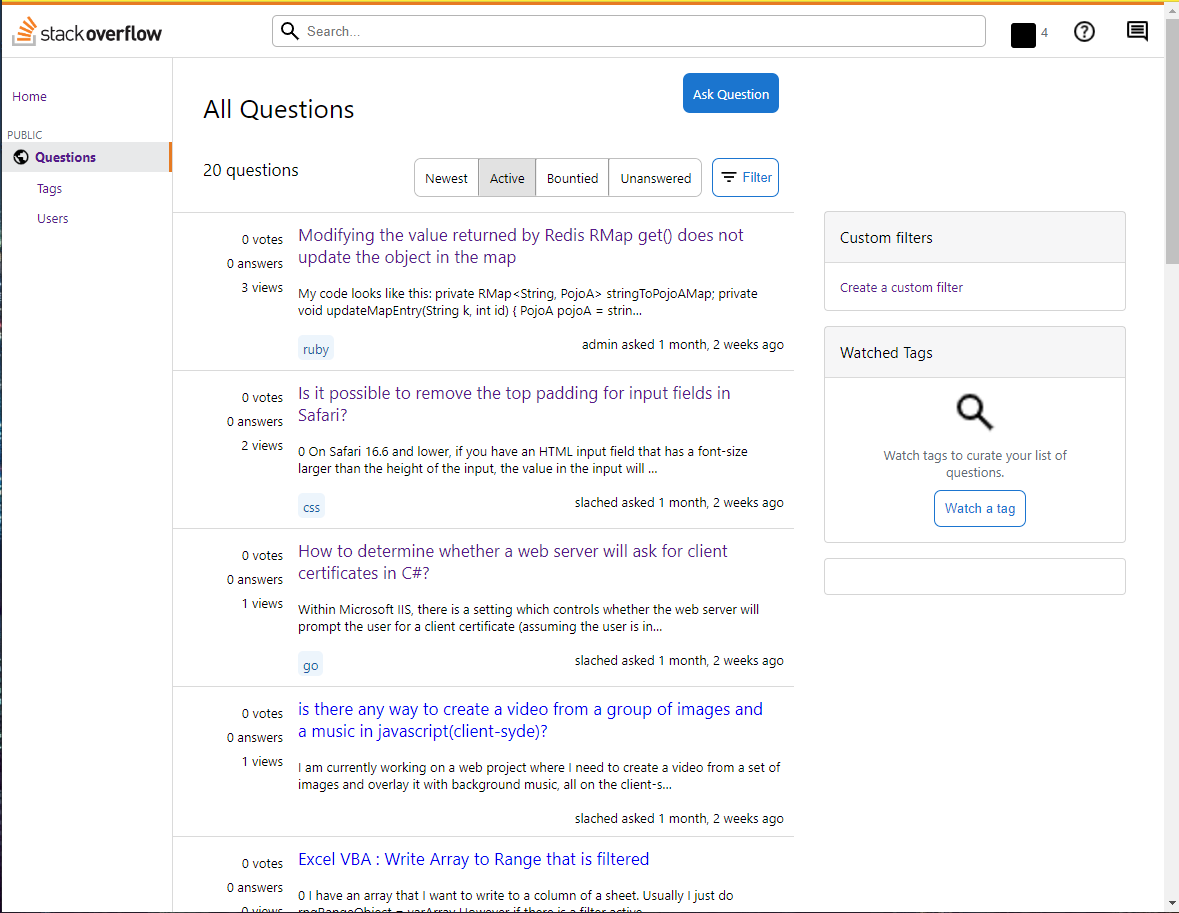 stackoverflow
Search...
4
Home
PUBLIC
Questions
Tags
Users
All Questions
Ask Question
20 questions
Newest
Active
Bountied
Unanswered
Filter
0 votes
0 answers
3 views
Modifying the value returned by Redis RMap get() does not
update the object in the map
My code looks like this: private RMap<String, PojoA> stringToPojoAMap; private
void updateMapEntry(String k, int id) { PojoA pojoA = strin...
ruby
admin asked 1 month, 2 weeks ago
0 votes
0 answers
2 views
Is it possible to remove the top padding for input fields in
Safari?
0 On Safari 16.6 and lower, if you have an HTML input field that has a font-size
larger than the height of the input, the value in the input will ...
css
slached asked 1 month, 2 weeks ago
0 votes
0 answers
1 views
How to determine whether a web server will ask for client
certificates in C#?
Within Microsoft IIS, there is a setting which controls whether the web server will
prompt the user for a client certificate (assuming the user is in...
go
slached asked 1 month, 2 weeks ago
0 votes
0 answers
1 views
is there any way to create a video from a group of images and
a music in javascript(client-syde)?
I am currently working on a web project where I need to create a video from a set of
images and overlay it with background music, all on the client-s...
slached asked 1 month, 2 weeks ago
0 votes
0 answers
0 views
Excel VBA : Write Array to Range that is filtered
0 I have an array that I want to write to a column of a sheet. Usually I just do
rngRangeObject = varArray However if there is a filter active
Custom filters
Create a custom filter
Watched Tags
Watch tags to curate your list of
questions.
Watch a tag